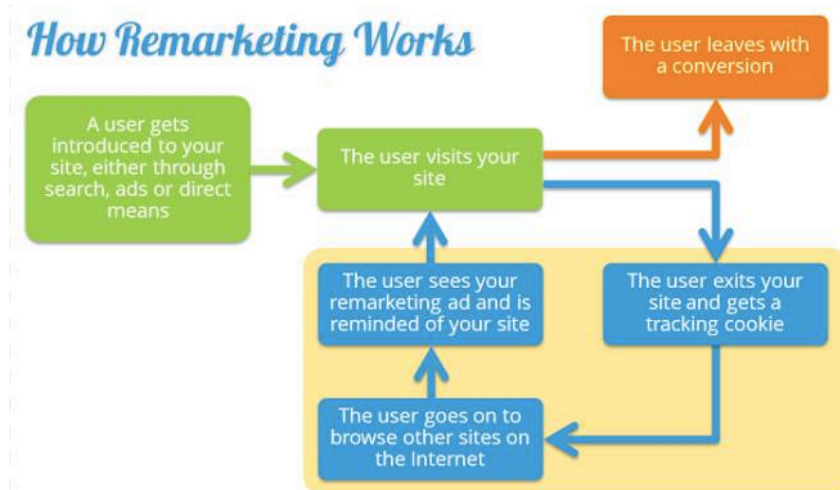 How Remarketing Works
The user leaves with
a conversion
A user gets
introduced to your
site, either through
search, ads or direct
means
The user visits your
site
The user sees your
remarketing ad and is
reminded of your site
The user exits your
site and gets a
tracking cookie
The user goes on to
browse other sites on
the Internet